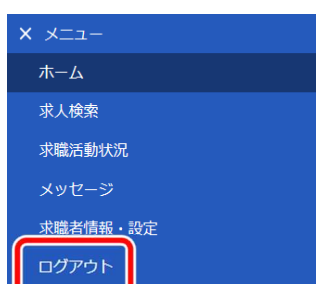 × メニュー
ホーム
求人検索
求職活動状況
メッセージ
求職者情報・設定
ログアウト